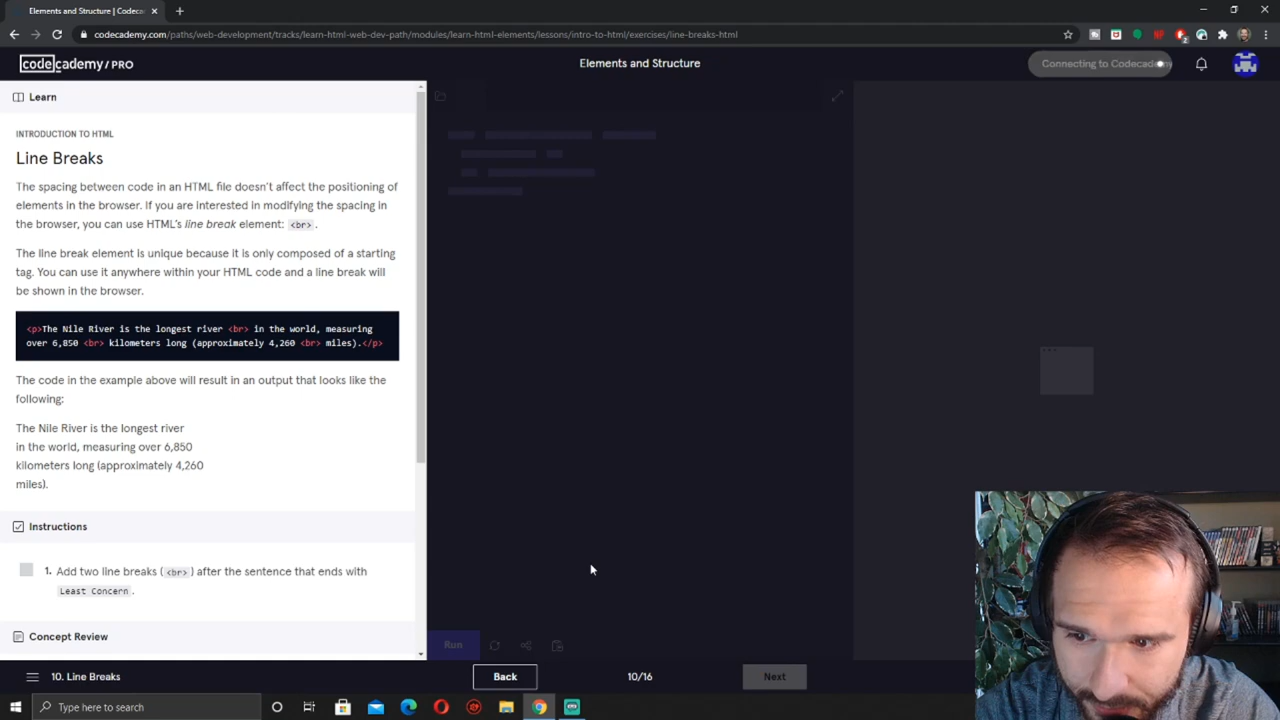 Elements and Structure | Codec
codecademy.com/paths/web-development/tracks/learn-html-web-dev-path/modules/learn-html-elements/lessons/intro-to-html/exercises/line-breaks-html
codecademy/PRO
Elements and Structure
Connecting to Codecadem
Learn
INTRODUCTION TO HTML
Line Breaks
The spacing between code in an HTML file doesn't affect the positioning of
elements in the browser. If you are interested in modifying the spacing in
the browser, you can use HTML's line break element: <br>.
The line break element is unique because it is only composed of a starting
tag. You can use it anywhere within your HTML code and a line break will
be shown in the browser.
<p>The Nile River is the longest river <br> in the world, measuring
over 6,850 <br> kilometers long (approximately 4,260 <br> miles).</p>
The code in the example above will result in an output that looks like the
following:
The Nile River is the longest river
in the world, measuring over 6,850
kilometers long (approximately 4,260
miles).
Instructions
1. Add two line breaks (<br>) after the sentence that ends with
Least Concern.
Concept Review
Run
10. Line Breaks
Back
10/16
Next
Type here to search